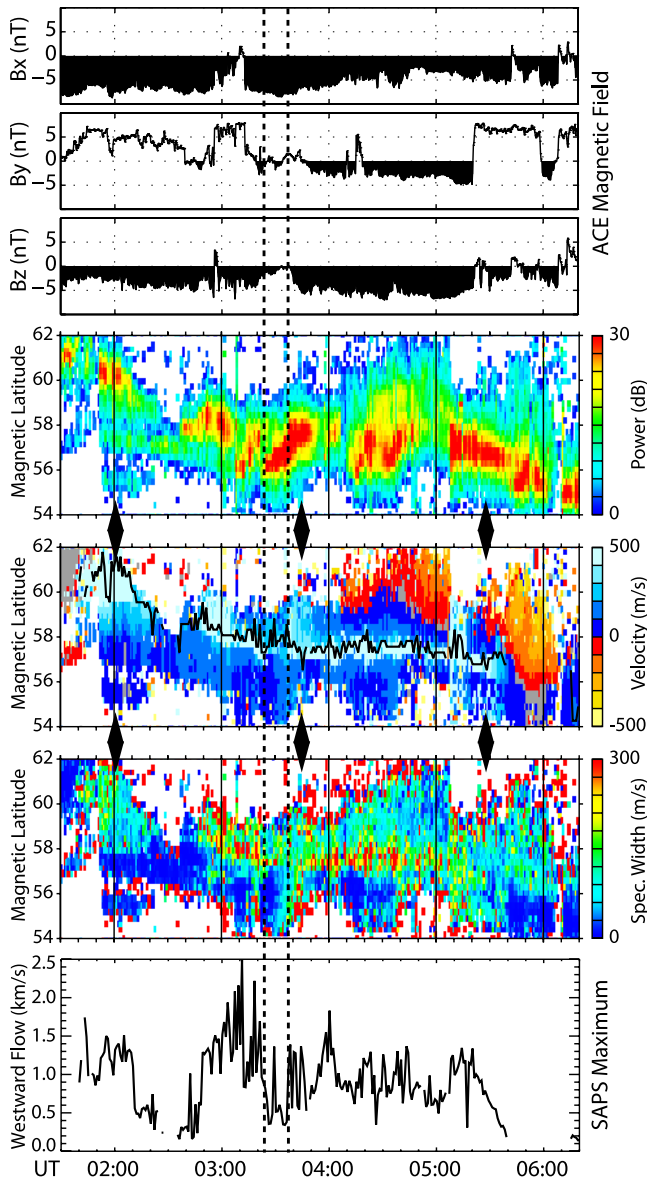 Bx (nT)
5
0
−5
By (nT)
5
0
−5
Bz (nT)
5
0
−5
ACE Magnetic Field
Magnetic Latitude
62
60
58
56
54
30
0
Power (dB)
Magnetic Latitude
62
60
58
56
54
500
0
-500
Velocity (m/s)
Magnetic Latitude
62
60
58
56
54
300
0
Spec. Width (m/s)
Westward Flow (km/s)
2.5
2.0
1.5
1.0
0.5
0.0
SAPS Maximum
UT 02:00 03:00 04:00 05:00 06:00